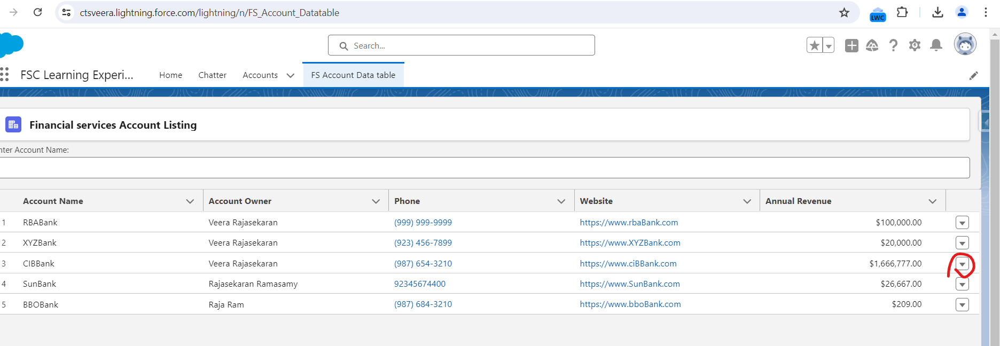 ctsveera.lightning.force.com/lightning/n/FS_Account_Datatable
LWC
Search...
FSC Learning Experi...
Home Chatter Accounts FS Account Data table
Financial services Account Listing
nter Account Name:
Account Name Account Owner Phone Website Annual Revenue
1 RBABank Veera Rajasekaran (999) 999-9999 https://www.rbaBank.com $100,000.00
2 XYZBank Veera Rajasekaran (923) 456-7899 https://www.XYZBank.com $20,000.00
3 CIBBank Veera Rajasekaran (987) 654-3210 https://www.ciBBank.com $1,666,777.00
4 SunBank Rajasekaran Ramasamy 92345674400 https://www.SunBank.com $26,667.00
5 BBOBank Raja Ram (987) 684-3210 https://www.bboBank.com $209.00